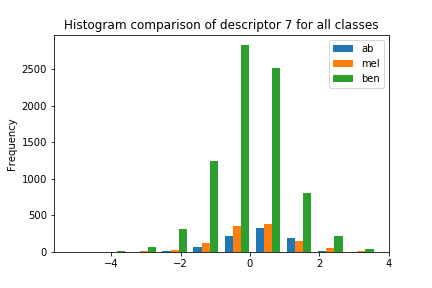 Histogram comparison of descriptor 7 for all classes
ab
mel
ben
Frequency
2500
2000
1500
1000
500
0
−4
−2
0
2
4